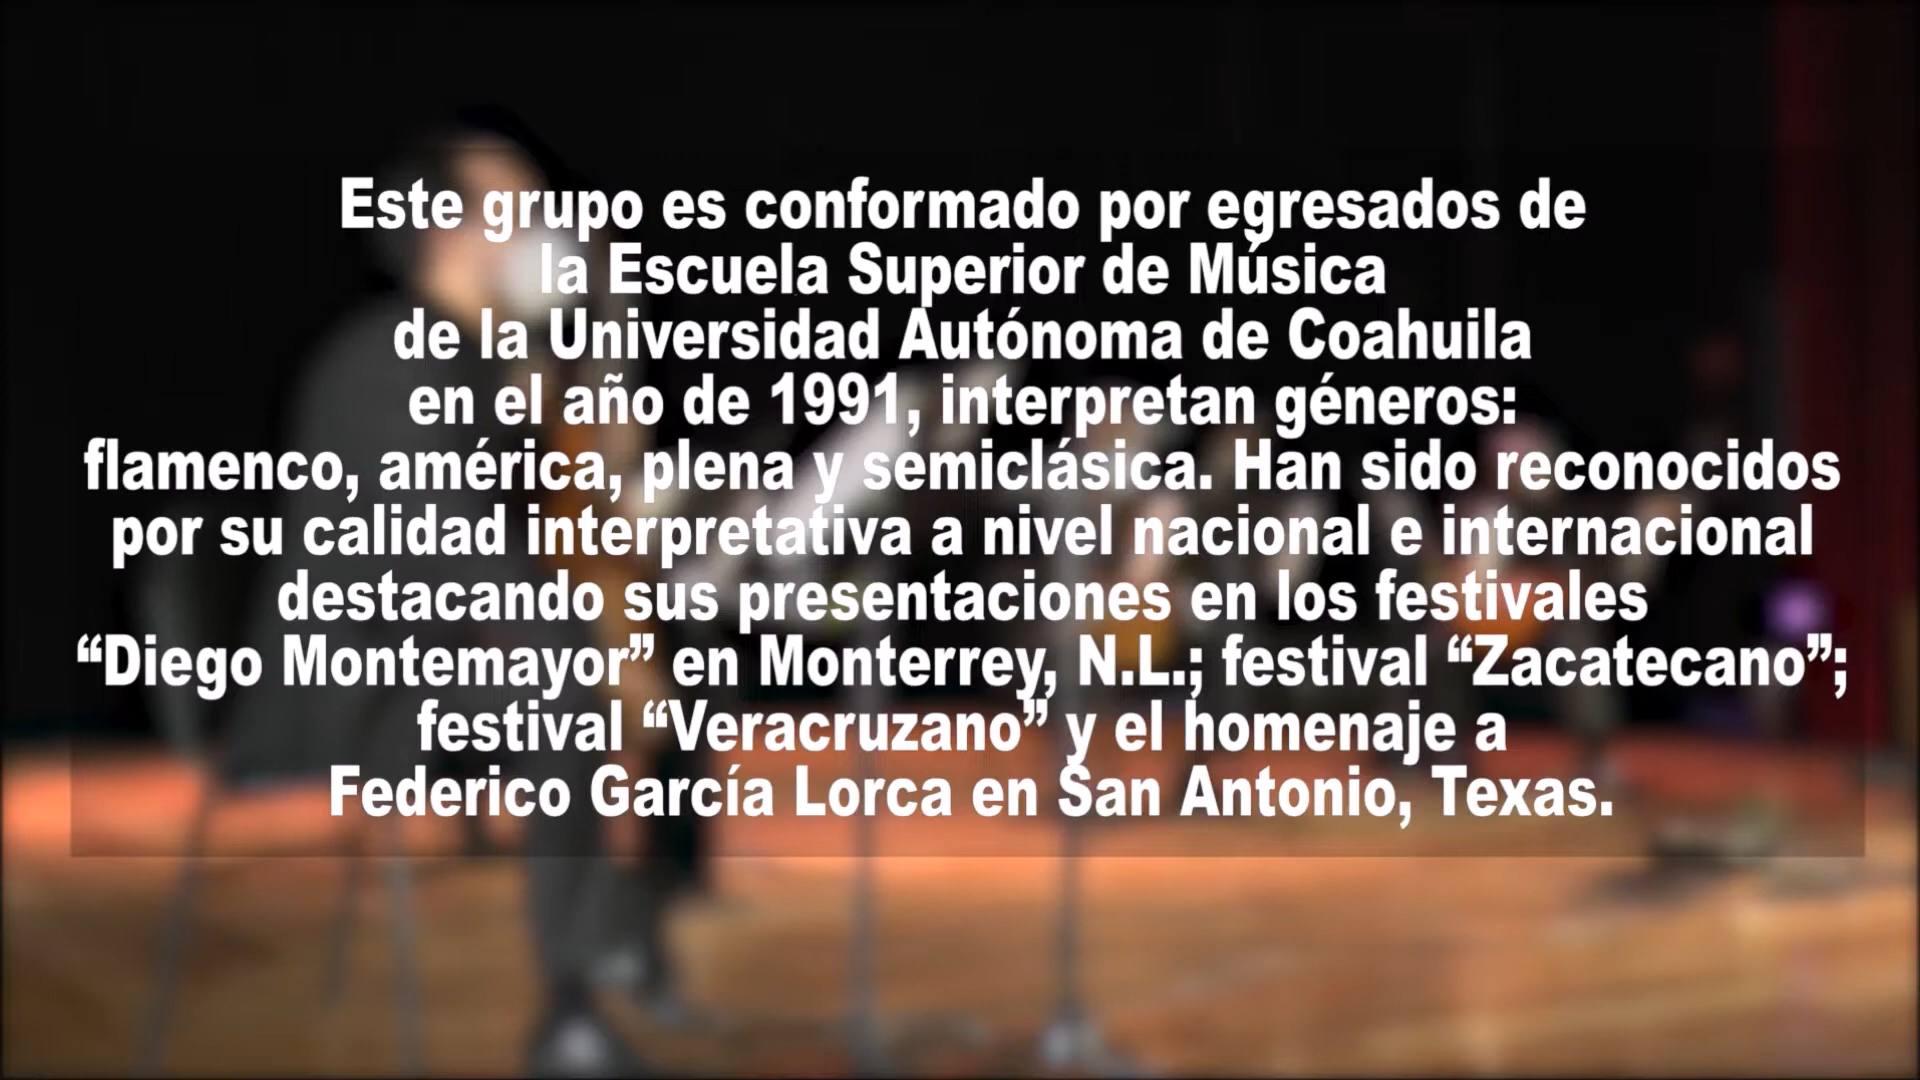 Este grupo es conformado por egresados de
la Escuela Superior de Música
de la Universidad Autónoma de Coahuila
en el año de 1991, interpretan géneros:
flamenco, américa, plena y semiclásica. Han sido reconocidos
por su calidad interpretativa a nivel nacional e internacional
destacando sus presentaciones en los festivales
“Diego Montemayor” en Monterrey, N.L.; festival “Zacatecano”;
festival “Veracruzano” y el homenaje a
Federico García Lorca en San Antonio, Texas.